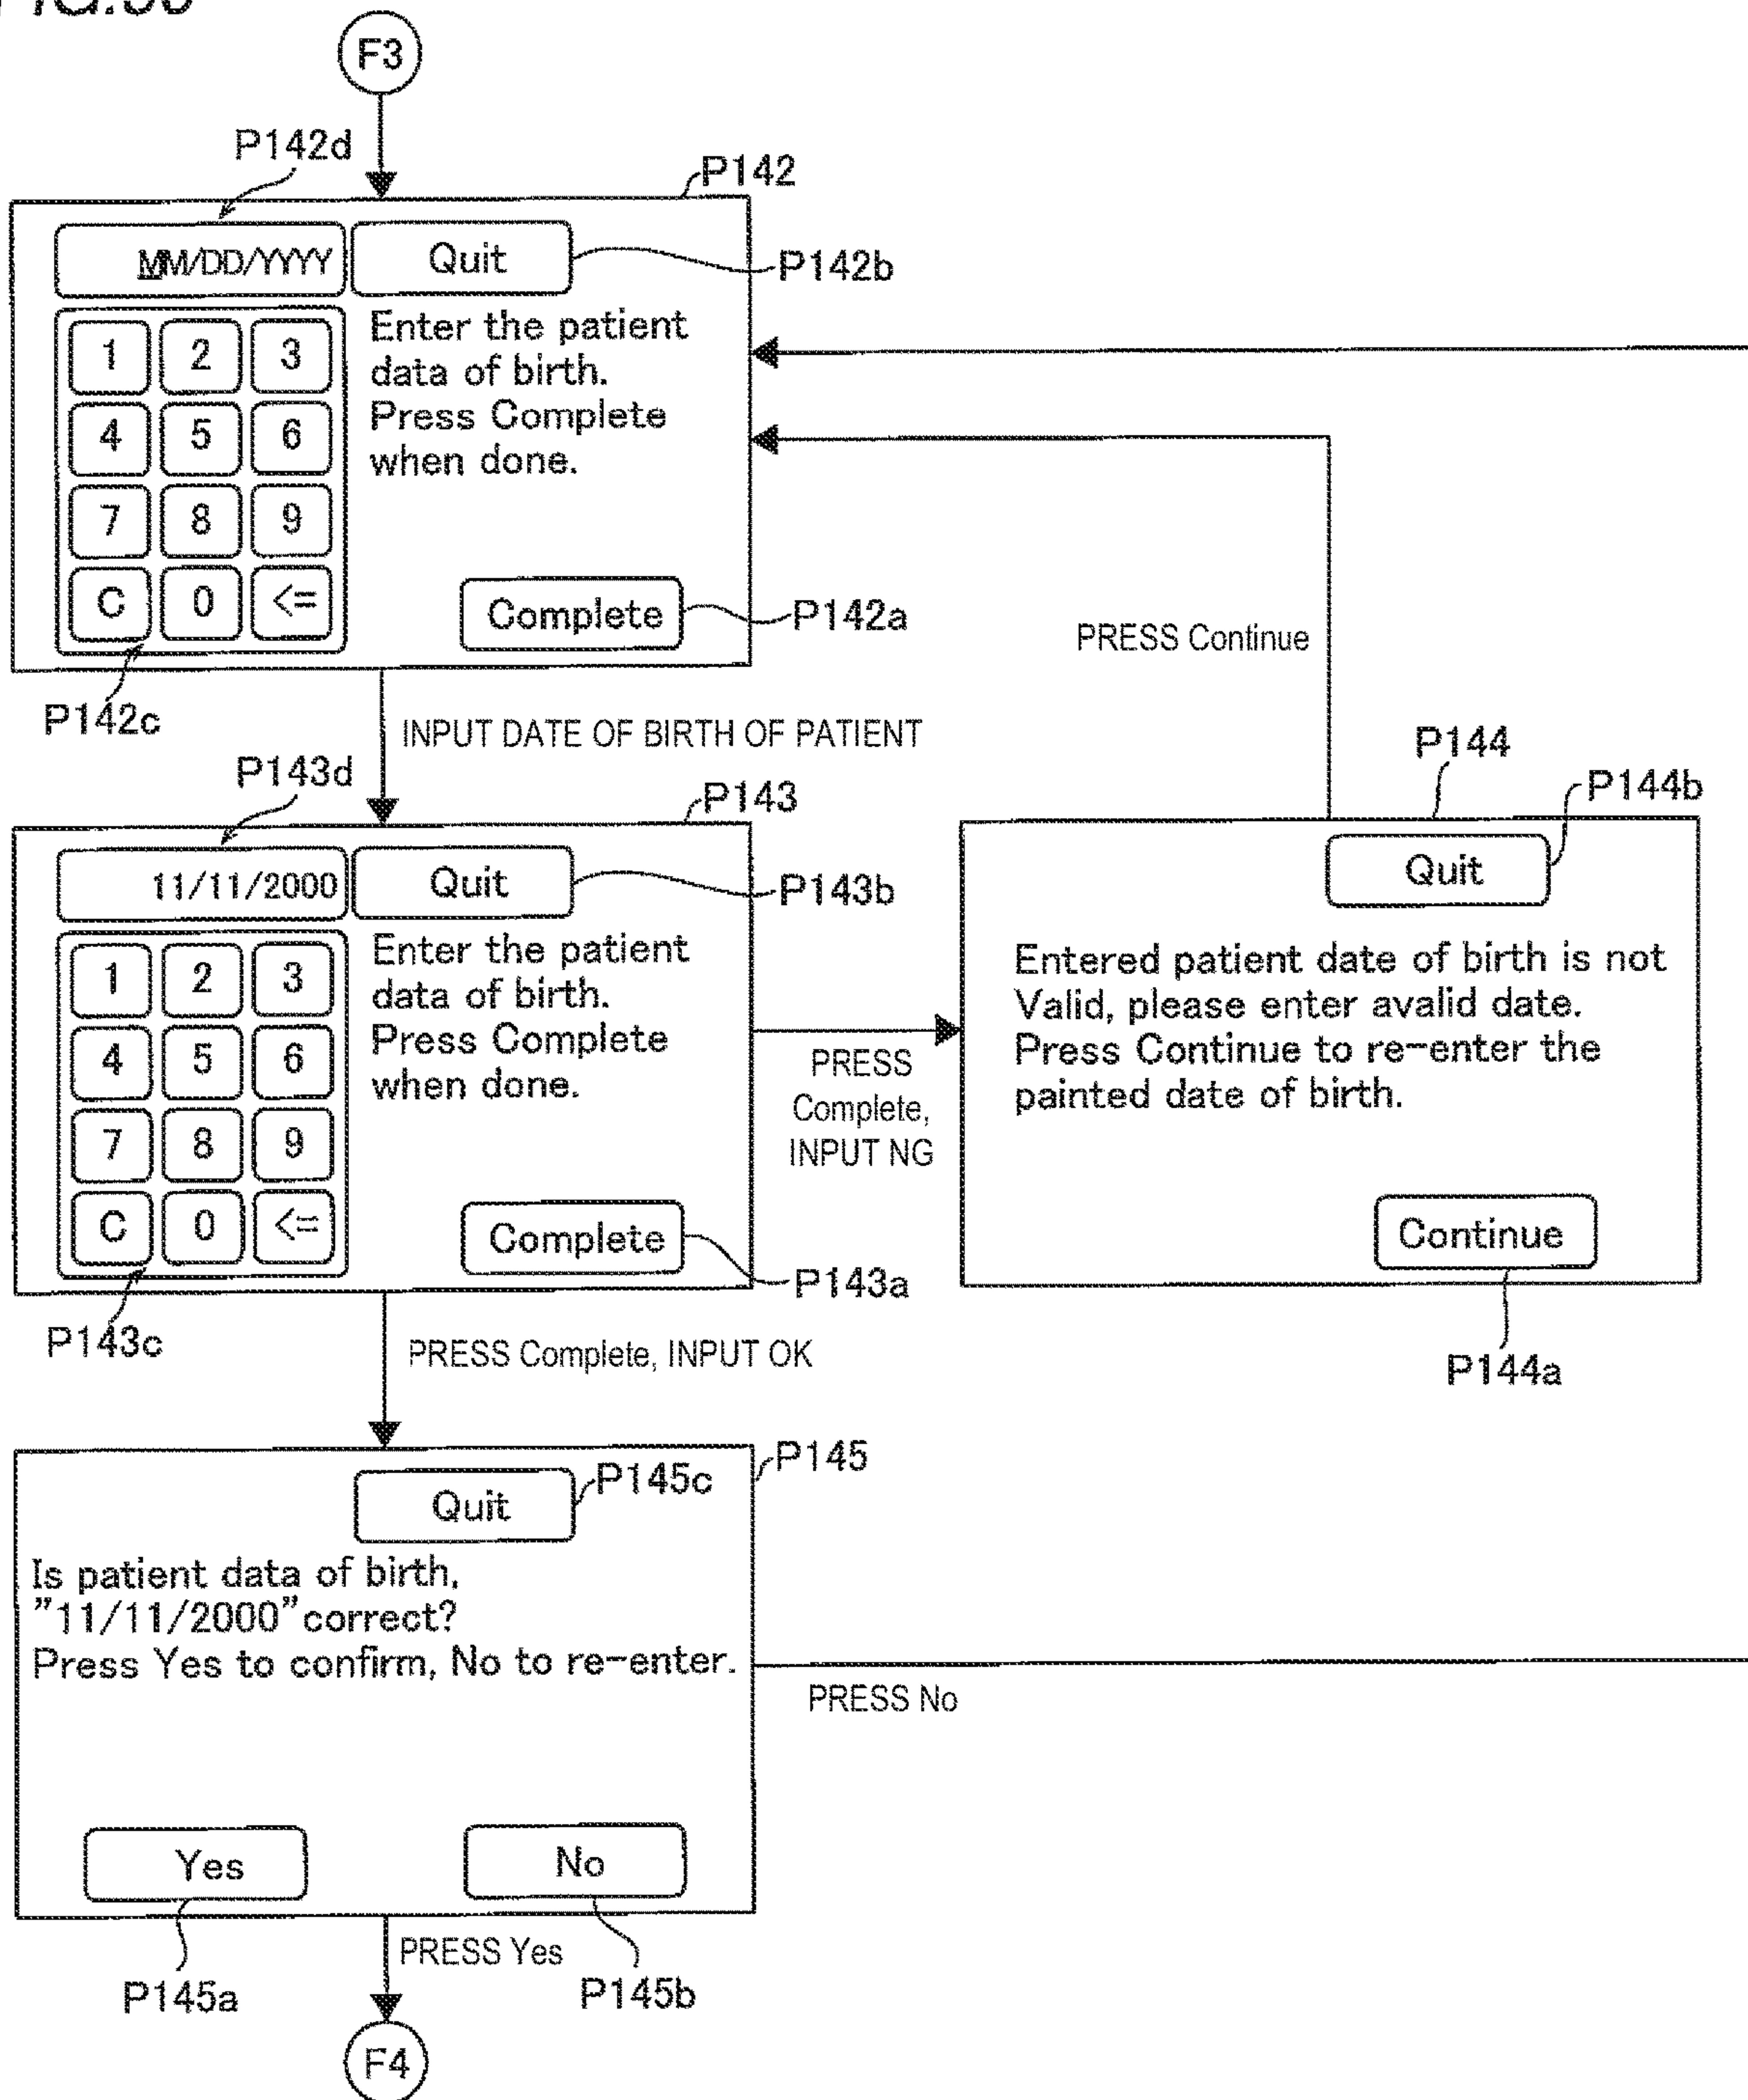 F3
P142d
P142
MM/DD/YYYY
Quit
P142b
1 2 3
4 5 6
7 8 9
C 0 <=
Enter the patient
data of birth.
Press Complete
when done.
Complete
P142a
P142c
PRESS Continue
INPUT DATE OF BIRTH OF PATIENT
P143d
P143
11/11/2000
Quit
P143b
1 2 3
4 5 6
7 8 9
C 0 <=
Enter the patient
data of birth.
Press Complete
when done.
Complete
P143a
P143c
PRESS
Complete,
INPUT NG
P144
P144b
Quit
Entered patient date of birth is not
Valid, please enter avalid date.
Press Continue to re-enter the
painted date of birth.
Continue
P144a
PRESS Complete, INPUT OK
P145
Quit
P145c
Is patient data of birth,
"11/11/2000"correct?
Press Yes to confirm, No to re-enter.
PRESS No
Yes
No
P145a
PRESS Yes
P145b
F4